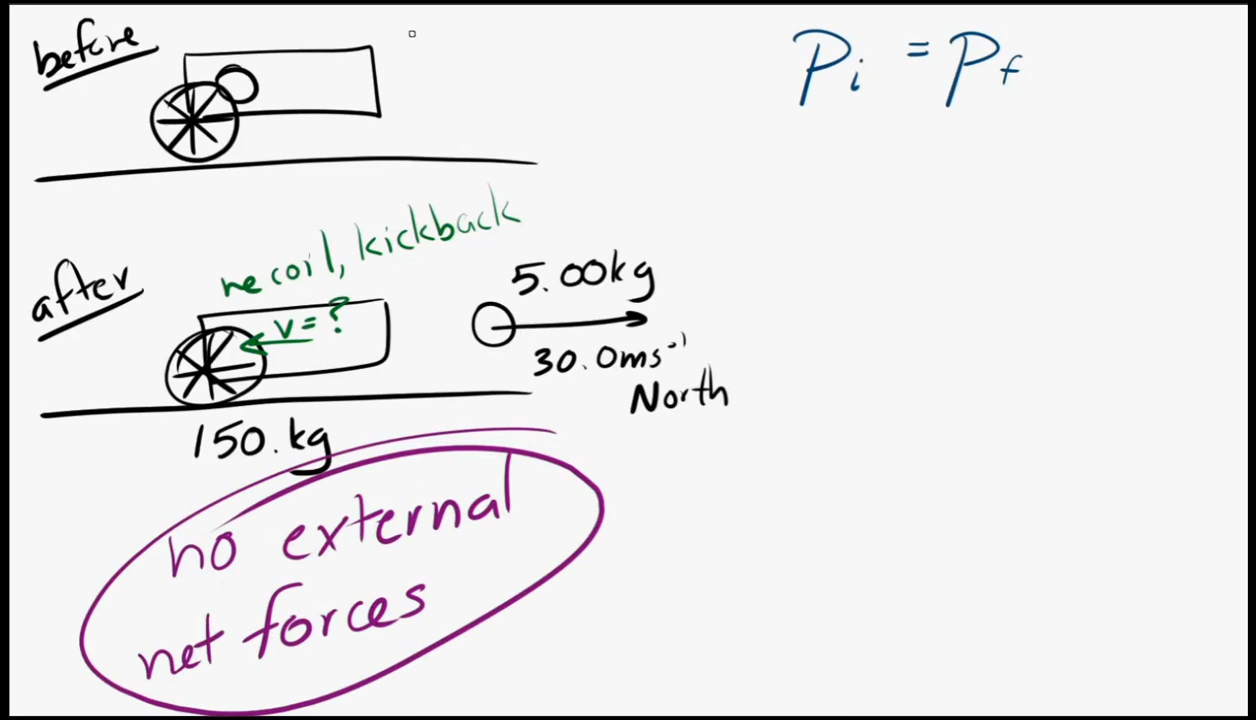 before
Pi = Pf
recoil, kickback
after
v = ?
5.00kg
30.0ms⁻¹
North
150. kg
no external
net forces